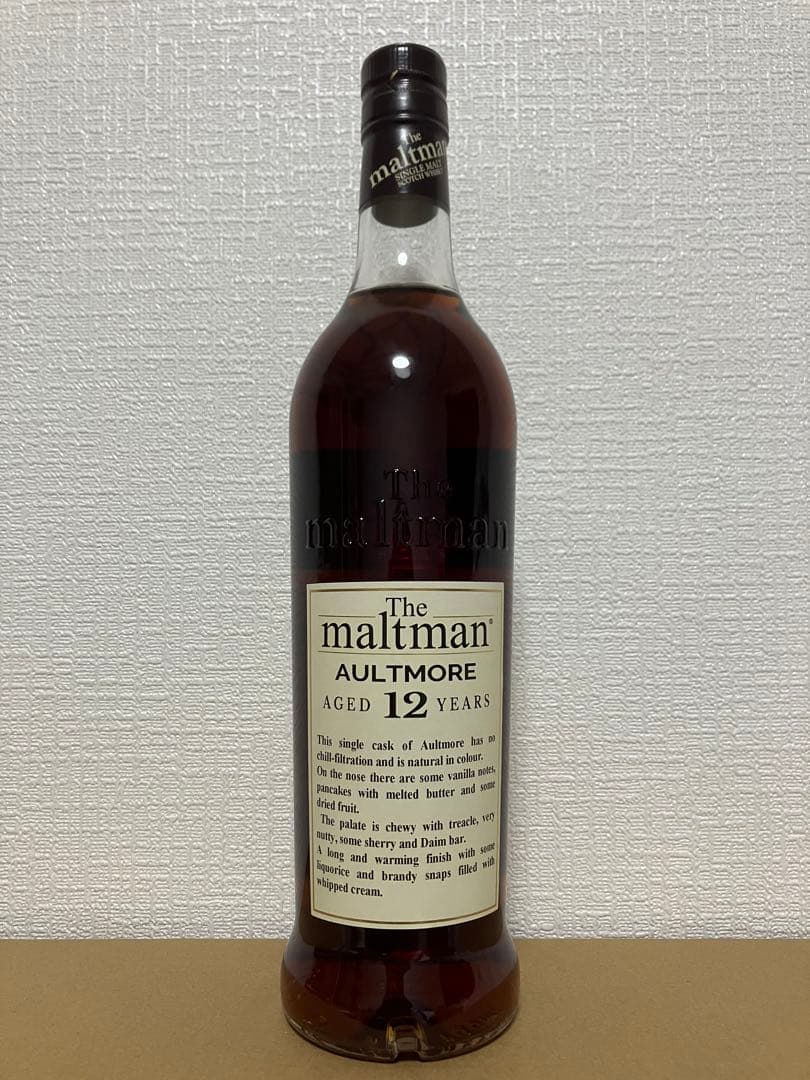 The
maltman
SINGLE MALT
SCOTCH WHISKY
The
maltman
The
maltman®
AULTMORE
AGED 12 YEARS
This single cask of Aultmore has no
chill-filtration and is natural in colour.
On the nose there are some vanilla notes,
pancakes with melted butter and some
dried fruit.
The palate is chewy with treacle, very
nutty, some sherry and Daim bar.
A long and warming finish with some
liquorice and brandy snaps filled with
whipped cream.